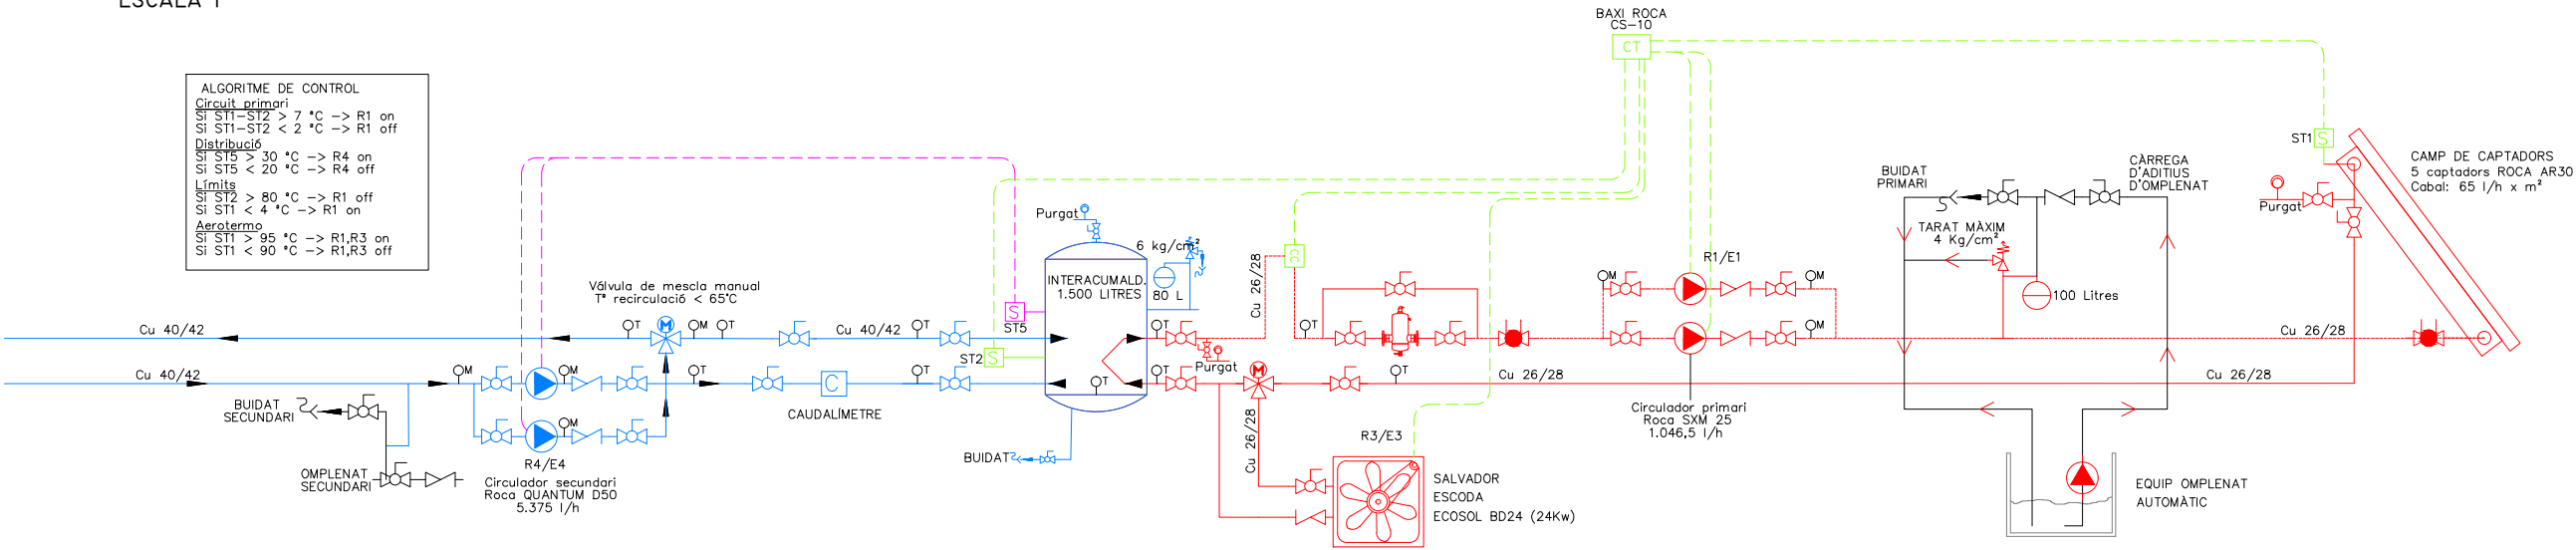 ALGORITME DE CONTROL
Circuit primari
Si ST1-ST2 > 7 °C -> R1 on
Si ST1-ST2 < 2 °C -> R1 off
Distribució
Si ST5 > 30 °C -> R4 on
Si ST5 < 20 °C -> R4 off
Límits
Si ST2 > 80 °C -> R1 off
Si ST1 < 4 °C -> R1 on
Aerotermo
Si ST1 > 95 °C -> R1,R3 on
Si ST1 < 90 °C -> R1,R3 off
BAXI ROCA
CS-10
CT
ST1
S
CAMP DE CAPTADORS
5 captadors ROCA AR30
Cabal: 65 l/h x m²
Purgat
CÀRREGA
D'ADITIUS
D'OMPLENAT
BUIDAT
PRIMARI
TARAT MÀXIM
4 Kg/cm²
100 Litres
Purgat
6 kg/cm²
80 L
INTERACUMALD.
1.500 LITRES
S
ST5
ST2
S
Vàlvula de mescla manual
Tª recirculació < 65°C
Cu 40/42
T
M
M
T
Cu 40/42
T
Cu 40/42
M
M
T
C
CAUDALÍMETRE
T
T
BUIDAT
SECUNDARI
OMPLENAT
SECUNDARI
M
R4/E4
Circulador secundari
Roca QUANTUM D50
5.375 l/h
BUIDAT
T
T
Purgat
M
Cu 26/28
CC
T
T
Cu 26/28
Cu 26/28
R1/E1
M
M
M
Circulador primari
Roca SXM 25
1.046,5 l/h
Cu 26/28
Cu 26/28
R3/E3
SALVADOR
ESCODA
ECOSOL BD24 (24Kw)
EQUIP OMPLENAT
AUTOMÀTIC